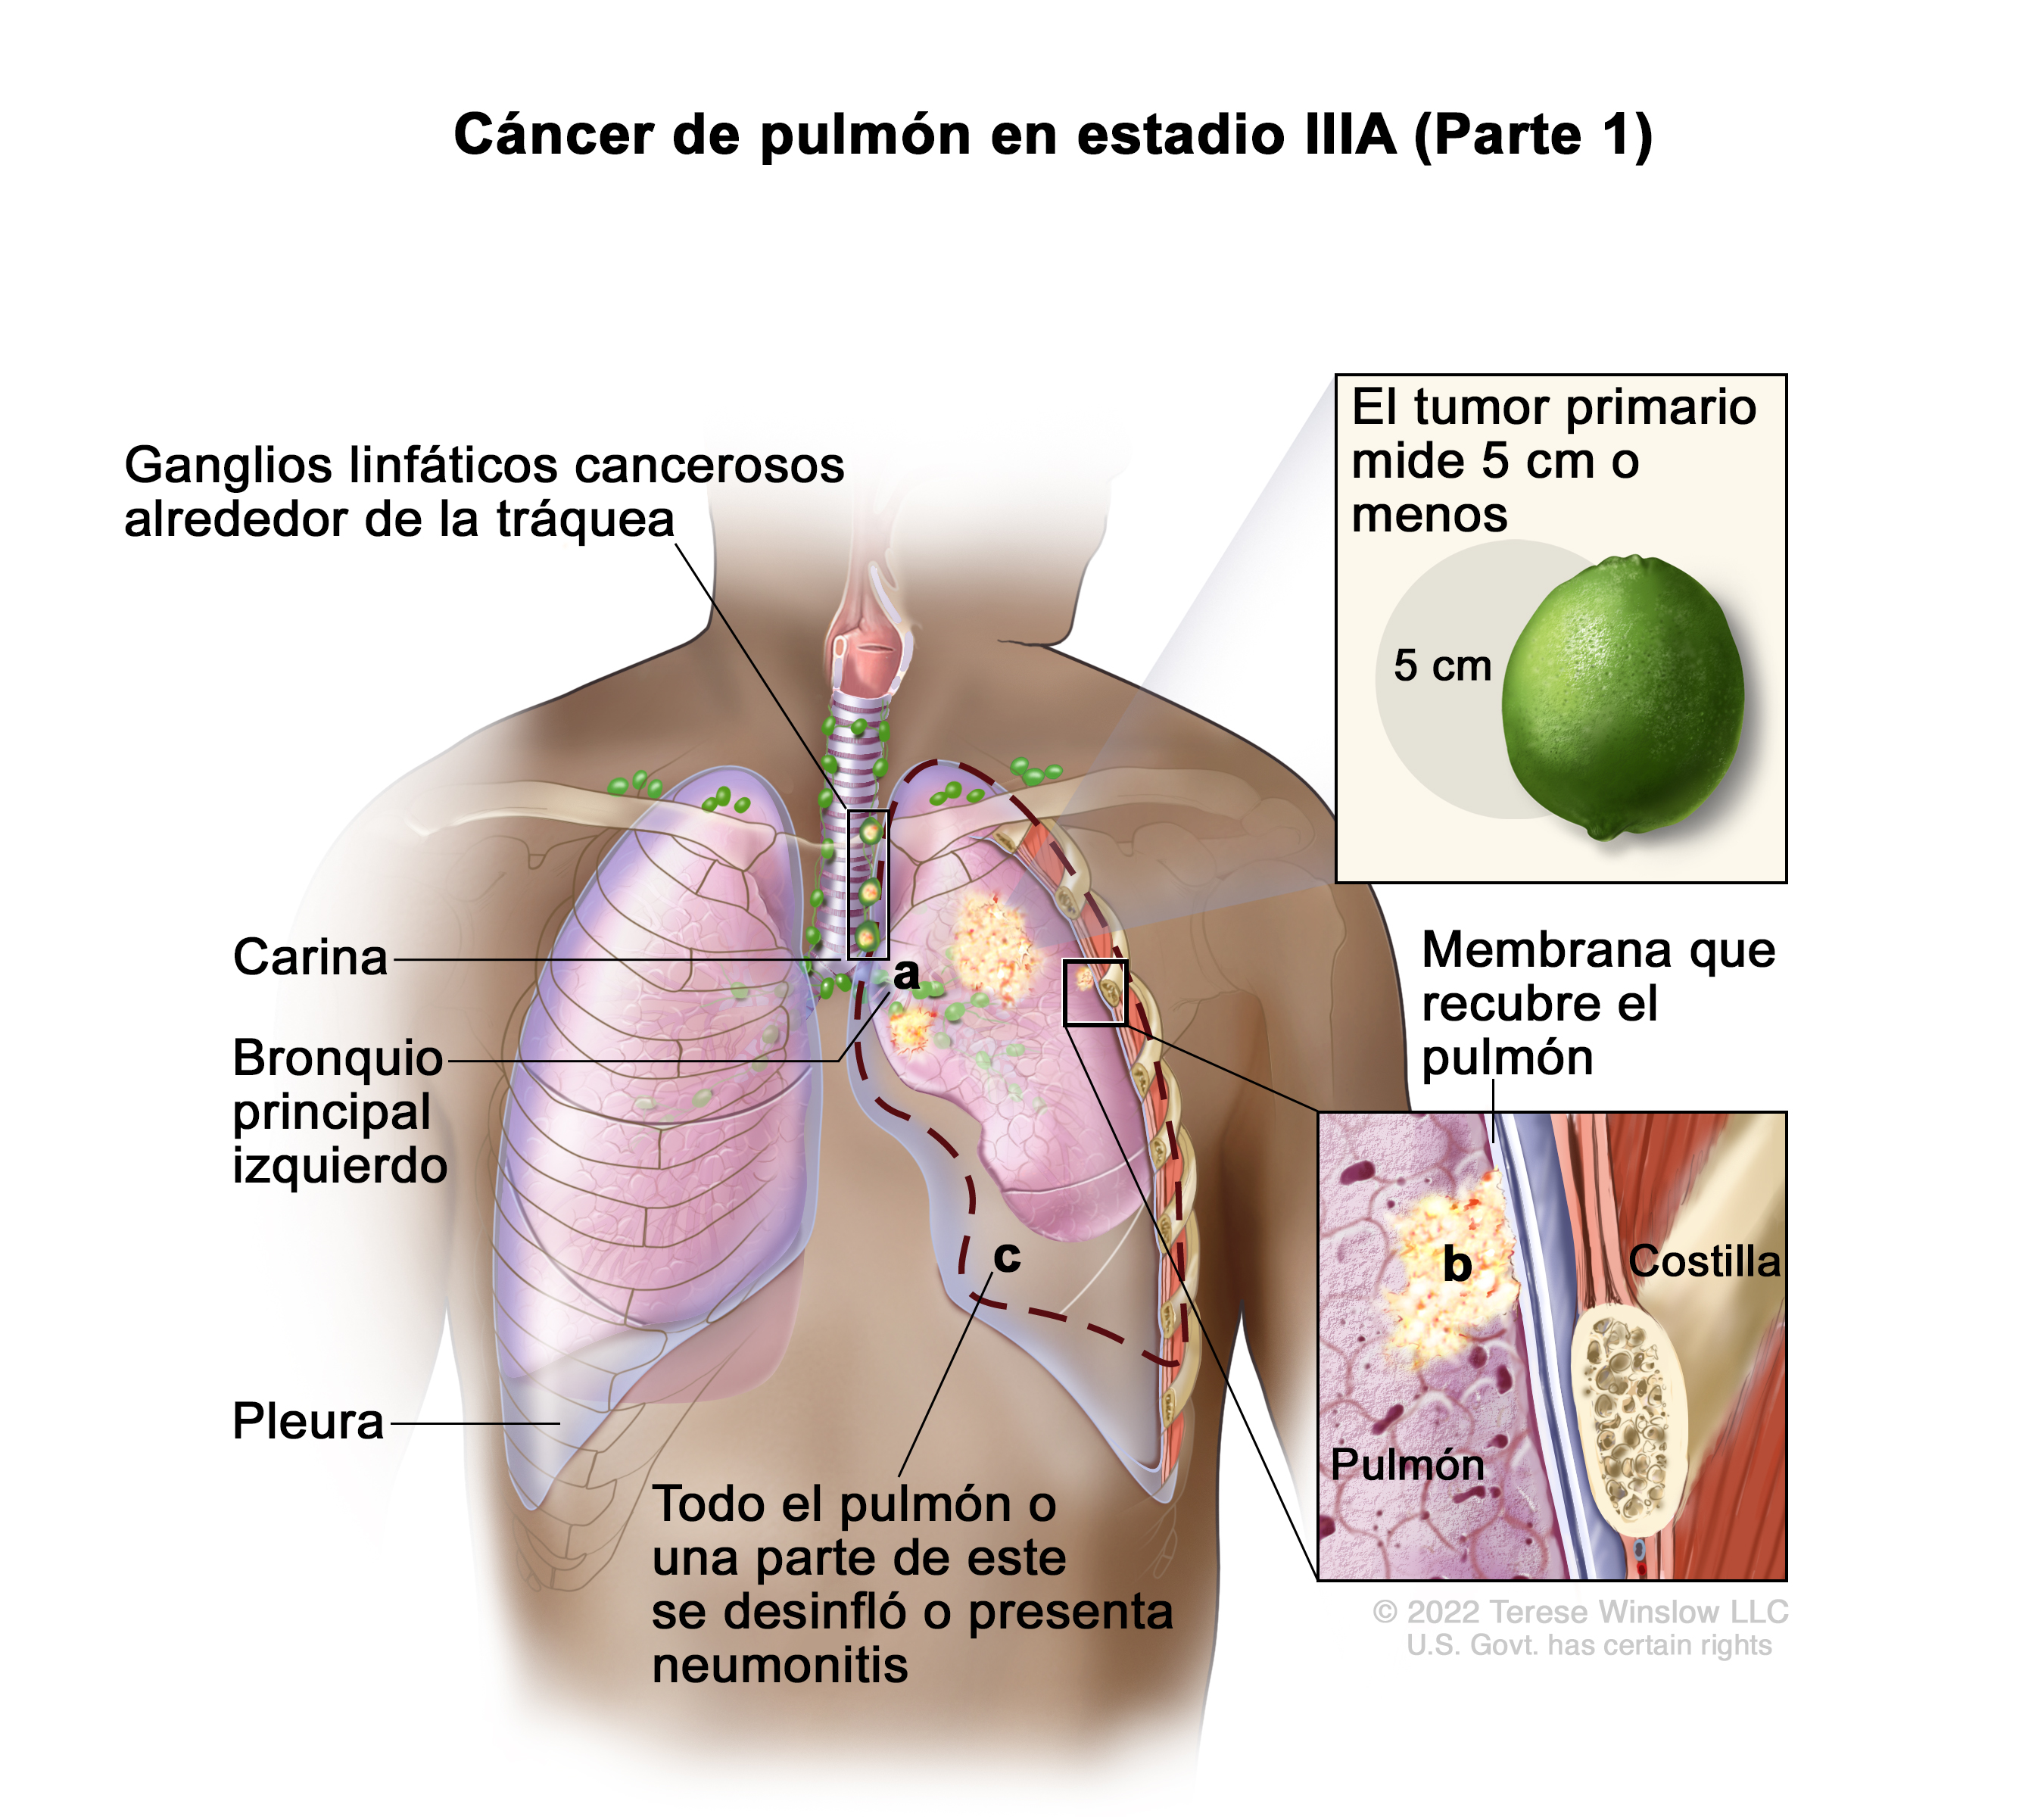 Cáncer de pulmón en estadio IIIA (Parte 1)
El tumor primario
mide 5 cm o
menos
5 cm
Ganglios linfáticos cancerosos
alrededor de la tráquea
Carina
a
Bronquio
principal
izquierdo
Membrana que
recubre el
pulmón
b
Costilla
Pulmón
c
Pleura
Todo el pulmón o
una parte de este
se desinfló o presenta
neumonitis
© 2022 Terese Winslow LLC
U.S. Govt. has certain rights